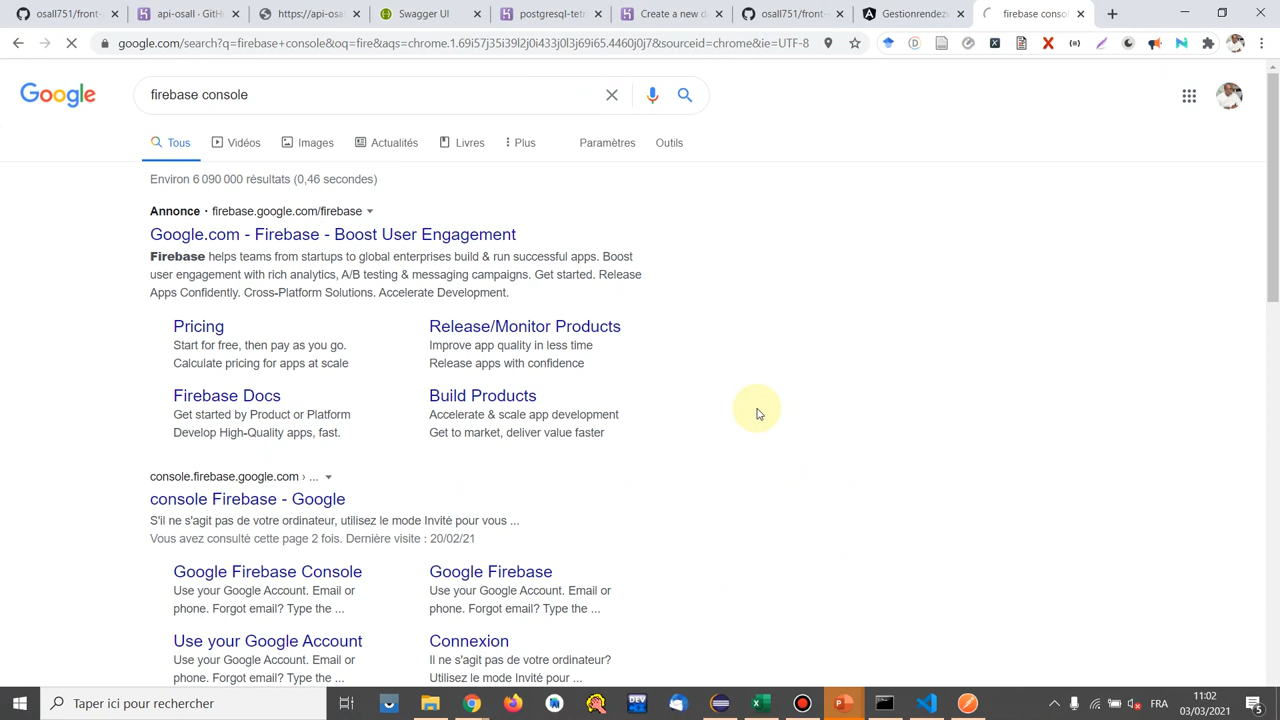 https://api-osal
api-osall · GitH
https://api-osal
Swagger UI
postgresql-tetr
Create a new d
osall751/front-
Gestionrendez
firebase conso
google.com/search?q=firebase+console&oq=fire&aqs=chrome.1.69i57j35i39l2j0i433j0l3j69i65.4460j0j7&sourceid=chrome&ie=UTF-8
Google
firebase console
Tous Vidéos Images Actualités Livres Plus Paramètres Outils
Environ 6 090 000 résultats (0,46 secondes)
Annonce · firebase.google.com/firebase
Google.com - Firebase - Boost User Engagement
Firebase helps teams from startups to global enterprises build & run successful apps. Boost
user engagement with rich analytics, A/B testing & messaging campaigns. Get started. Release
Apps Confidently. Cross-Platform Solutions. Accelerate Development.
Pricing
Start for free, then pay as you go.
Calculate pricing for apps at scale
Release/Monitor Products
Improve app quality in less time
Release apps with confidence
Firebase Docs
Get started by Product or Platform
Develop High-Quality apps, fast.
Build Products
Accelerate & scale app development
Get to market, deliver value faster
console.firebase.google.com › ...
console Firebase - Google
S'il ne s'agit pas de votre ordinateur, utilisez le mode Invité pour vous ...
Vous avez consulté cette page 2 fois. Dernière visite : 20/02/21
Google Firebase Console
Use your Google Account. Email or
phone. Forgot email? Type the ...
Google Firebase
Use your Google Account. Email or
phone. Forgot email? Type the ...
Use your Google Account
Use your Google Account. Email or
phone. Forgot email? Type the ...
Connexion
Il ne s'agit pas de votre ordinateur?
Utilisez le mode Invité pour ...
Taper ici pour rechercher
FRA
11:02
03/03/2021
5